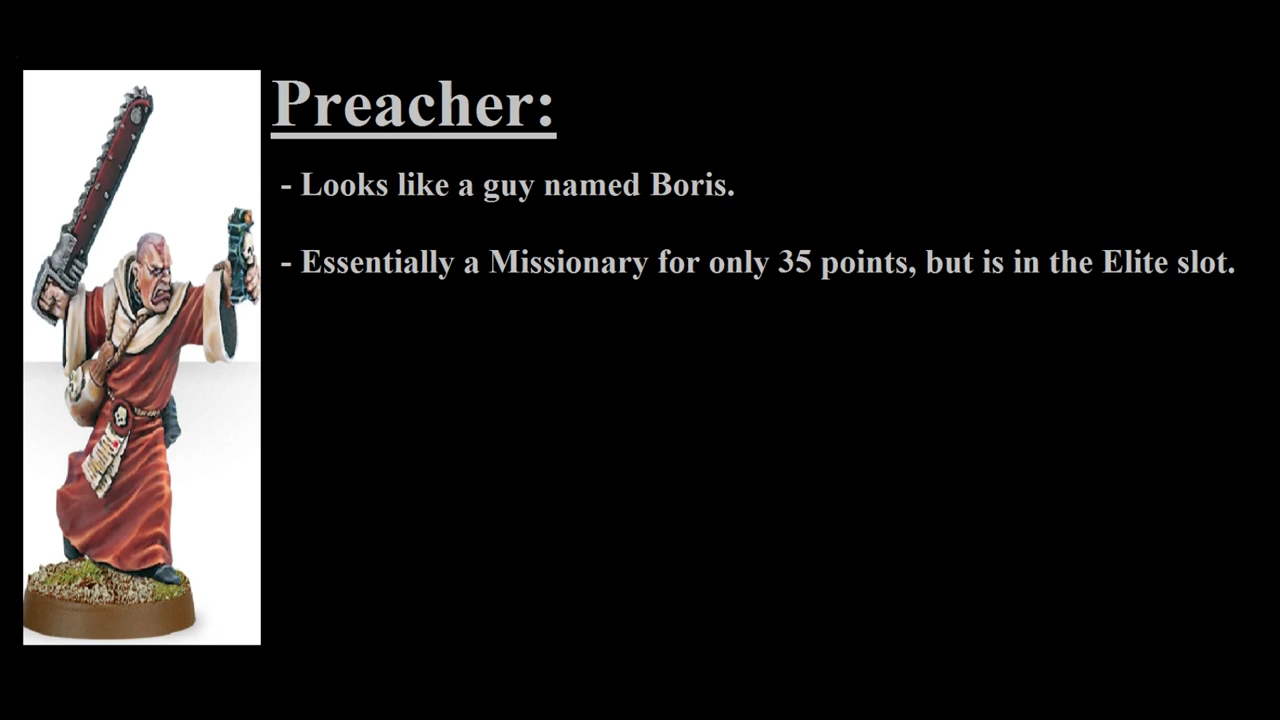 Preacher:
- Looks like a guy named Boris.
- Essentially a Missionary for only 35 points, but is in the Elite slot.